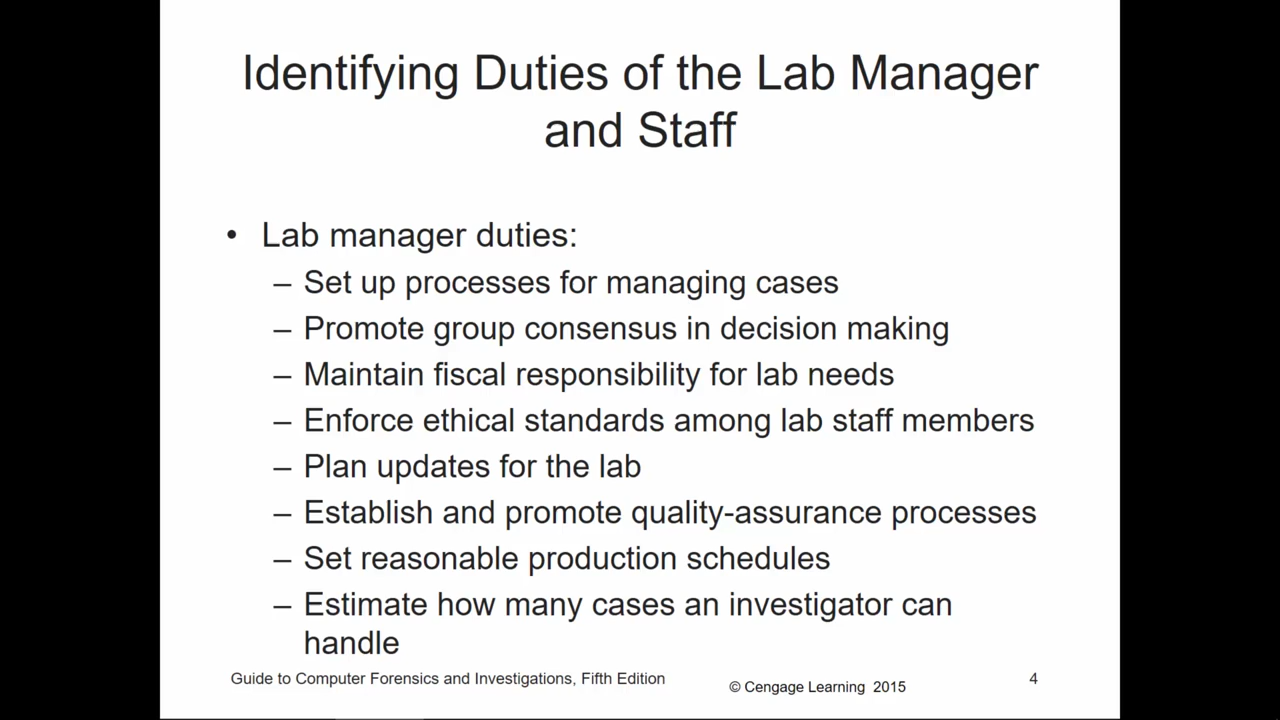 Identifying Duties of the Lab Manager
and Staff
• Lab manager duties:
– Set up processes for managing cases
– Promote group consensus in decision making
– Maintain fiscal responsibility for lab needs
– Enforce ethical standards among lab staff members
– Plan updates for the lab
– Establish and promote quality-assurance processes
– Set reasonable production schedules
– Estimate how many cases an investigator can
handle
Guide to Computer Forensics and Investigations, Fifth Edition
© Cengage Learning 2015
4